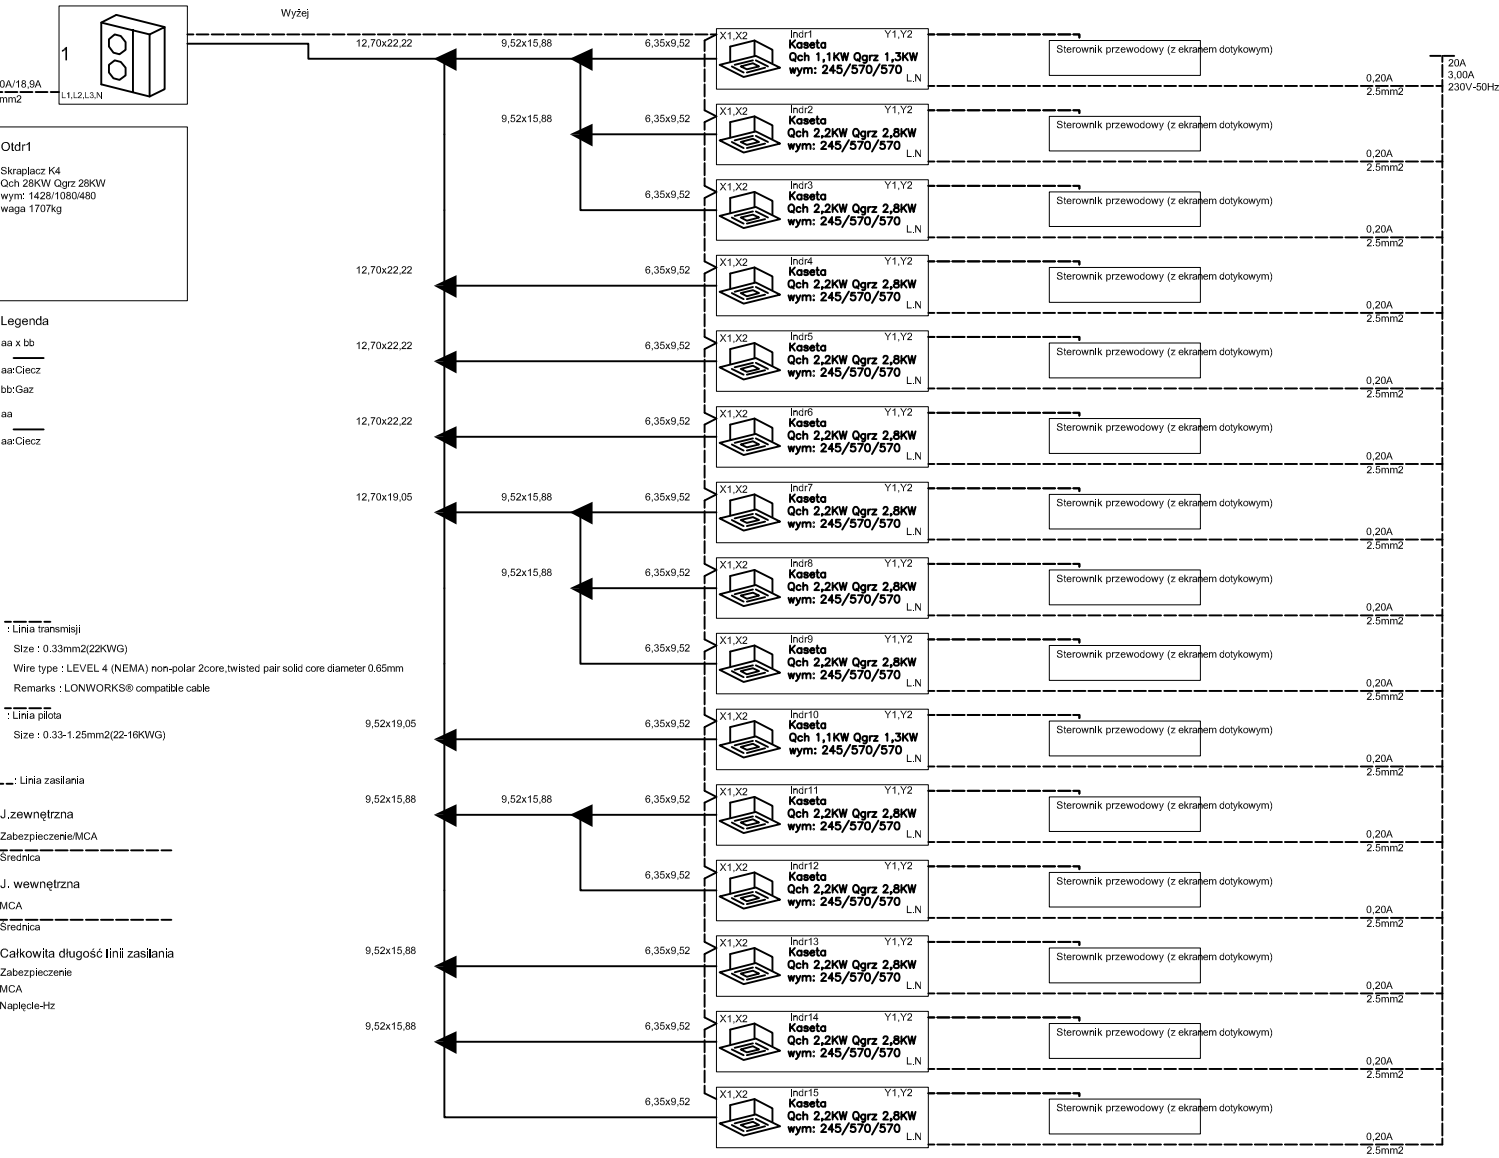 Wyżej
1
0A/18,9A
mm2
L1,L2,L3,N
Otdr1
Skraplacz K4
Qch 28KW Qgrz 28KW
wym: 1428/1080/480
waga 1707kg
Legenda
aa x bb
aa:Ciecz
bb:Gaz
aa
aa:Ciecz
: Linia transmisji
Size : 0.33mm2(22KWG)
Wire type : LEVEL 4 (NEMA) non-polar 2core,twisted pair solid core diameter 0.65mm
Remarks : LONWORKS® compatible cable
: Linia pilota
Size : 0.33-1.25mm2(22-16KWG)
: Linia zasilania
J.zewnętrzna
Zabezpieczenie/MCA
Średnica
J. wewnętrzna
MCA
Średnica
Całkowita długość linii zasilania
Zabezpieczenie
MCA
Napięcie-Hz
12,70x22,22 9,52x15,88 6,35x9,52
X1,X2 Indr1 Y1,Y2
Kaseta
Qch 1,1KW Qgrz 1,3KW
wym: 245/570/570
L.N
Sterownik przewodowy (z ekranem dotykowym)
0,20A
2.5mm2
20A
3,00A
230V-50Hz
9,52x15,88 6,35x9,52
X1,X2 Indr2 Y1,Y2
Kaseta
Qch 2,2KW Qgrz 2,8KW
wym: 245/570/570
L.N
Sterownik przewodowy (z ekranem dotykowym)
0,20A
2.5mm2
6,35x9,52
X1,X2 Indr3 Y1,Y2
Kaseta
Qch 2,2KW Qgrz 2,8KW
wym: 245/570/570
L.N
Sterownik przewodowy (z ekranem dotykowym)
0,20A
2.5mm2
12,70x22,22 6,35x9,52
X1,X2 Indr4 Y1,Y2
Kaseta
Qch 2,2KW Qgrz 2,8KW
wym: 245/570/570
L.N
Sterownik przewodowy (z ekranem dotykowym)
0,20A
2.5mm2
12,70x22,22 6,35x9,52
X1,X2 Indr5 Y1,Y2
Kaseta
Qch 2,2KW Qgrz 2,8KW
wym: 245/570/570
L.N
Sterownik przewodowy (z ekranem dotykowym)
0,20A
2.5mm2
12,70x22,22 6,35x9,52
X1,X2 Indr6 Y1,Y2
Kaseta
Qch 2,2KW Qgrz 2,8KW
wym: 245/570/570
L.N
Sterownik przewodowy (z ekranem dotykowym)
0,20A
2.5mm2
12,70x19,05 9,52x15,88 6,35x9,52
X1,X2 Indr7 Y1,Y2
Kaseta
Qch 2,2KW Qgrz 2,8KW
wym: 245/570/570
L.N
Sterownik przewodowy (z ekranem dotykowym)
0,20A
2.5mm2
9,52x15,88 6,35x9,52
X1,X2 Indr8 Y1,Y2
Kaseta
Qch 2,2KW Qgrz 2,8KW
wym: 245/570/570
L.N
Sterownik przewodowy (z ekranem dotykowym)
0,20A
2.5mm2
6,35x9,52
X1,X2 Indr9 Y1,Y2
Kaseta
Qch 2,2KW Qgrz 2,8KW
wym: 245/570/570
L.N
Sterownik przewodowy (z ekranem dotykowym)
0,20A
2.5mm2
9,52x19,05 6,35x9,52
X1,X2 Indr10 Y1,Y2
Kaseta
Qch 1,1KW Qgrz 1,3KW
wym: 245/570/570
L.N
Sterownik przewodowy (z ekranem dotykowym)
0,20A
2.5mm2
9,52x15,88 9,52x15,88 6,35x9,52
X1,X2 Indr11 Y1,Y2
Kaseta
Qch 2,2KW Qgrz 2,8KW
wym: 245/570/570
L.N
Sterownik przewodowy (z ekranem dotykowym)
0,20A
2.5mm2
6,35x9,52
X1,X2 Indr12 Y1,Y2
Kaseta
Qch 2,2KW Qgrz 2,8KW
wym: 245/570/570
L.N
Sterownik przewodowy (z ekranem dotykowym)
0,20A
2.5mm2
9,52x15,88 6,35x9,52
X1,X2 Indr13 Y1,Y2
Kaseta
Qch 2,2KW Qgrz 2,8KW
wym: 245/570/570
L.N
Sterownik przewodowy (z ekranem dotykowym)
0,20A
2.5mm2
9,52x15,88 6,35x9,52
X1,X2 Indr14 Y1,Y2
Kaseta
Qch 2,2KW Qgrz 2,8KW
wym: 245/570/570
L.N
Sterownik przewodowy (z ekranem dotykowym)
0,20A
2.5mm2
6,35x9,52
X1,X2 Indr15 Y1,Y2
Kaseta
Qch 2,2KW Qgrz 2,8KW
wym: 245/570/570
L.N
Sterownik przewodowy (z ekranem dotykowym)
0,20A
2.5mm2